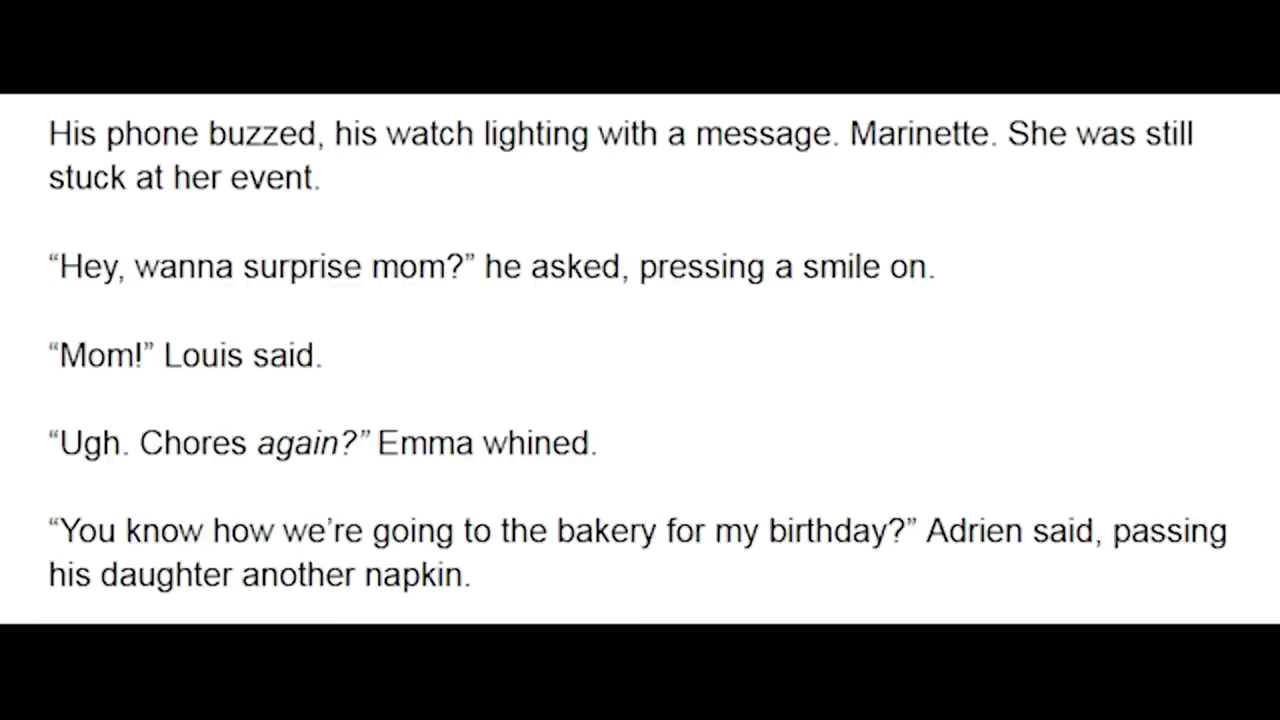 His phone buzzed, his watch lighting with a message. Marinette. She was still
stuck at her event.
“Hey, wanna surprise mom?” he asked, pressing a smile on.
“Mom!” Louis said.
“Ugh. Chores again?” Emma whined.
“You know how we’re going to the bakery for my birthday?” Adrien said, passing
his daughter another napkin.